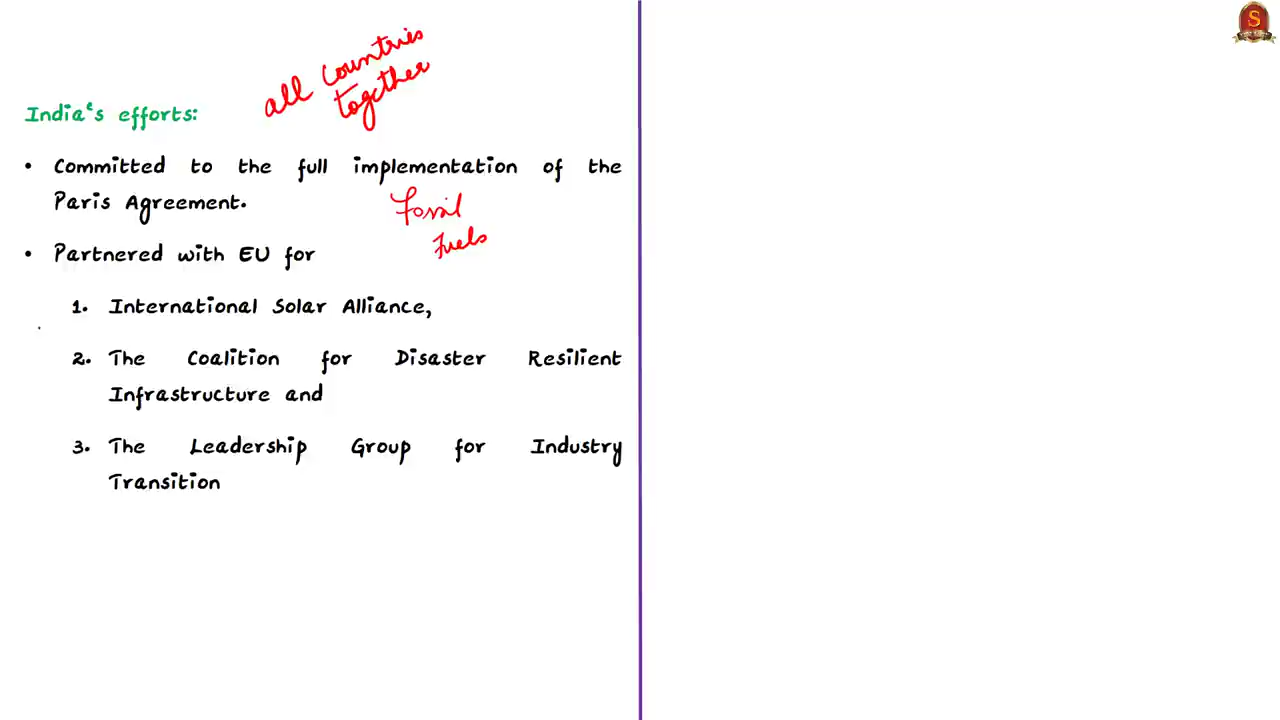 all countries
together
India's efforts:
• Committed to the full implementation of the
Paris Agreement.
Fossil
Fuels
• Partnered with EU for
1. International Solar Alliance,
2. The Coalition for Disaster Resilient
Infrastructure and
3. The Leadership Group for Industry
Transition
S